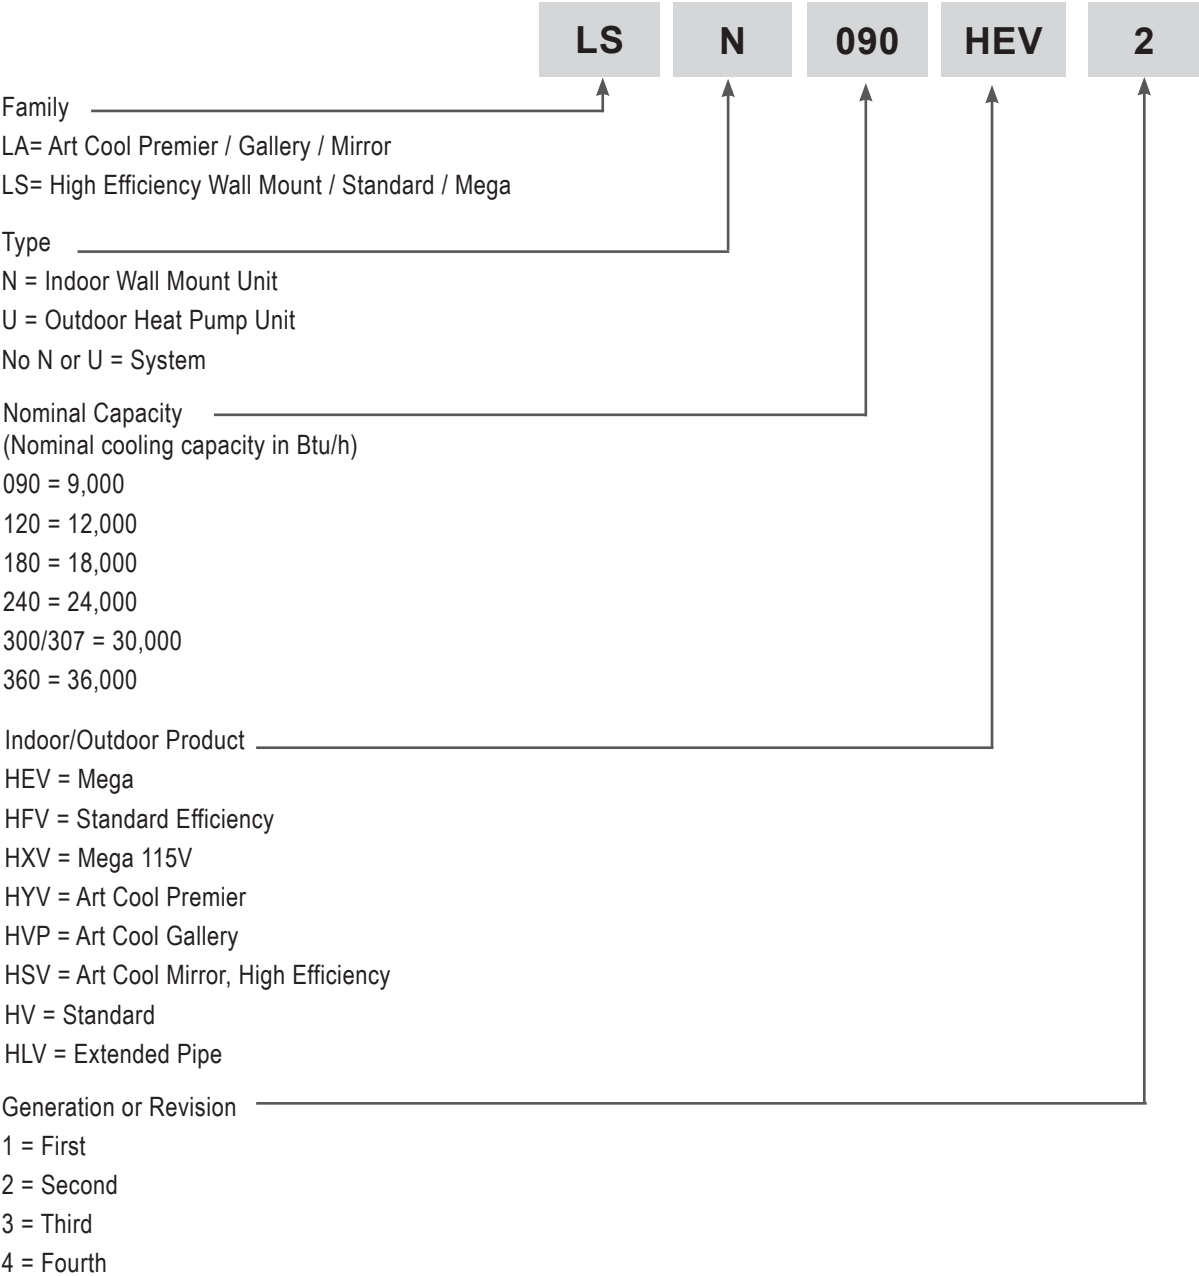 LS N 090 HEV 2
Family
LA= Art Cool Premier / Gallery / Mirror
LS= High Efficiency Wall Mount / Standard / Mega
Type
N = Indoor Wall Mount Unit
U = Outdoor Heat Pump Unit
No N or U = System
Nominal Capacity
(Nominal cooling capacity in Btu/h)
090 = 9,000
120 = 12,000
180 = 18,000
240 = 24,000
300/307 = 30,000
360 = 36,000
Indoor/Outdoor Product
HEV = Mega
HFV = Standard Efficiency
HXV = Mega 115V
HYV = Art Cool Premier
HVP = Art Cool Gallery
HSV = Art Cool Mirror, High Efficiency
HV = Standard
HLV = Extended Pipe
Generation or Revision
1 = First
2 = Second
3 = Third
4 = Fourth